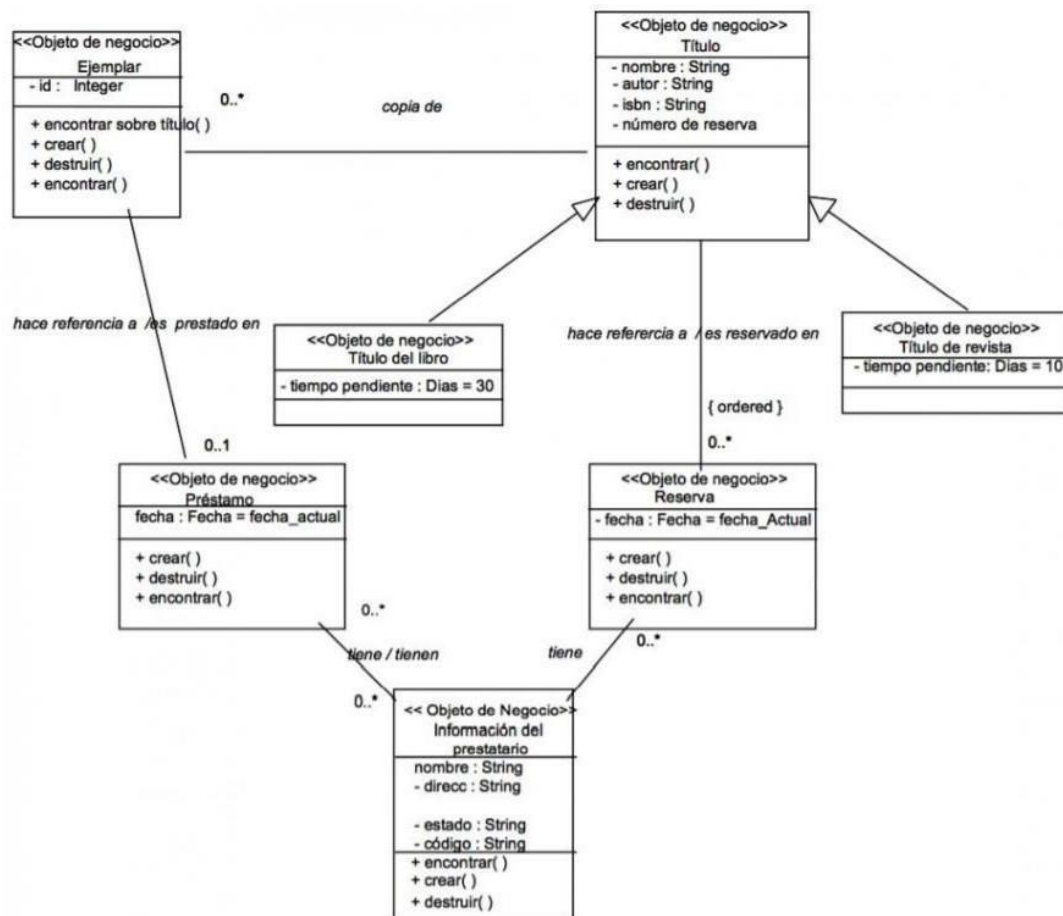 <<Objeto de negocio>>
Ejemplar
- id : Integer
+ encontrar sobre título( )
+ crear( )
+ destruir( )
+ encontrar( )
0..*
copia de
<<Objeto de negocio>>
Título
- nombre : String
- autor : String
- isbn : String
- número de reserva
+ encontrar( )
+ crear( )
+ destruir( )
hace referencia a / es prestado en
<<Objeto de negocio>>
Título del libro
- tiempo pendiente : Dias = 30
hace referencia a / es reservado en
<<Objeto de negocio>>
Título de revista
- tiempo pendiente: Dias = 10
{ ordered }
0..1
0..*
<<Objeto de negocio>>
Préstamo
fecha : Fecha = fecha_actual
+ crear( )
+ destruir( )
+ encontrar( )
<<Objeto de negocio>>
Reserva
- fecha : Fecha = fecha_Actual
+ crear( )
+ destruir( )
+ encontrar( )
0..*
tiene / tienen
0..*
0..*
tiene
<< Objeto de Negocio>>
Información del
prestatario
nombre : String
- direcc : String
- estado : String
- código : String
+ encontrar( )
+ crear( )
+ destruir( )